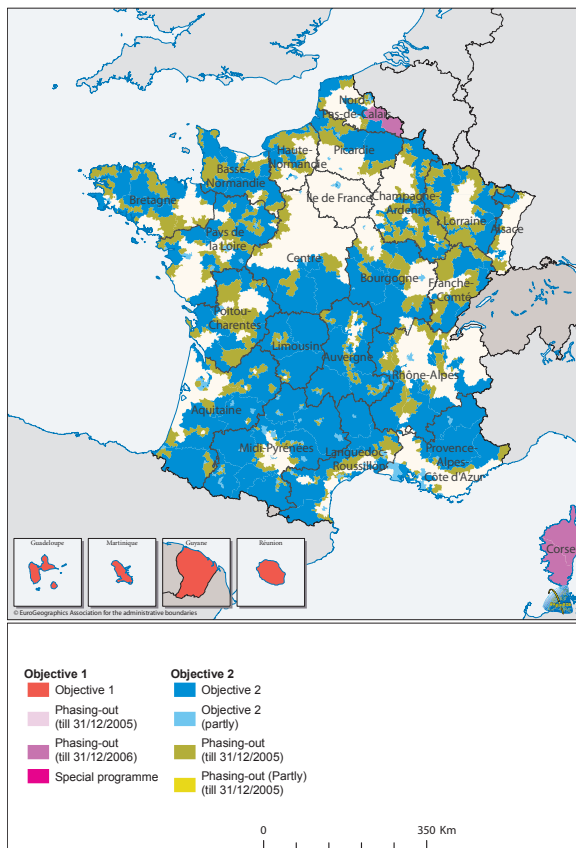 Nord-
Pas-de-Calais
Haute-
Normandie
Picardie
Basse-
Normandie
Île de France
Champagne-
Ardenne
Lorraine
Alsace
Bretagne
Pays de
la Loire
Centre
Bourgogne
Franche-
Comté
Poitou-
Charentes
Limousin
Auvergne
Rhône-Alpes
Aquitaine
Midi-Pyrénées
Languedoc-
Roussillon
Provence-
Alpes-
Côte d'Azur
Corse
Guadeloupe
Martinique
Guyane
Réunion
© EuroGeographics Association for the administrative boundaries
Objective 1
Objective 1
Phasing-out
(till 31/12/2005)
Phasing-out
(till 31/12/2006)
Special programme
Objective 2
Objective 2
Objective 2
(partly)
Phasing-out
(till 31/12/2005)
Phasing-out (Partly)
(till 31/12/2005)
0 350 Km